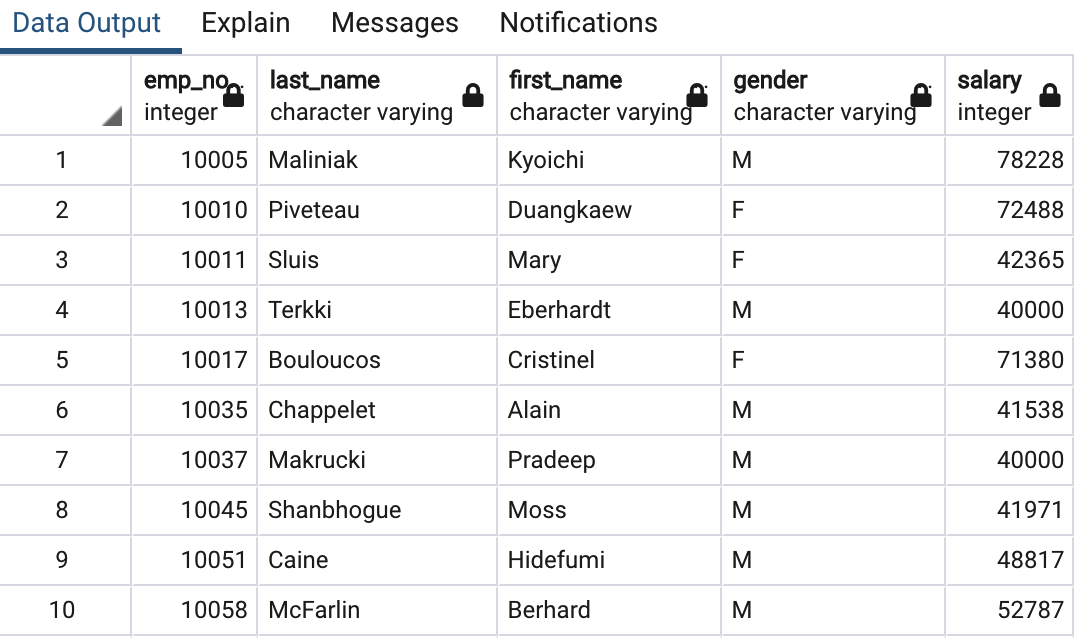 Data Output Explain Messages Notifications
emp_no last_name first_name gender salary
integer character varying character varying character varying integer
1 10005 Maliniak Kyoichi M 78228
2 10010 Piveteau Duangkaew F 72488
3 10011 Sluis Mary F 42365
4 10013 Terkki Eberhardt M 40000
5 10017 Bouloucos Cristinel F 71380
6 10035 Chappelet Alain M 41538
7 10037 Makrucki Pradeep M 40000
8 10045 Shanbhogue Moss M 41971
9 10051 Caine Hidefumi M 48817
10 10058 McFarlin Berhard M 52787